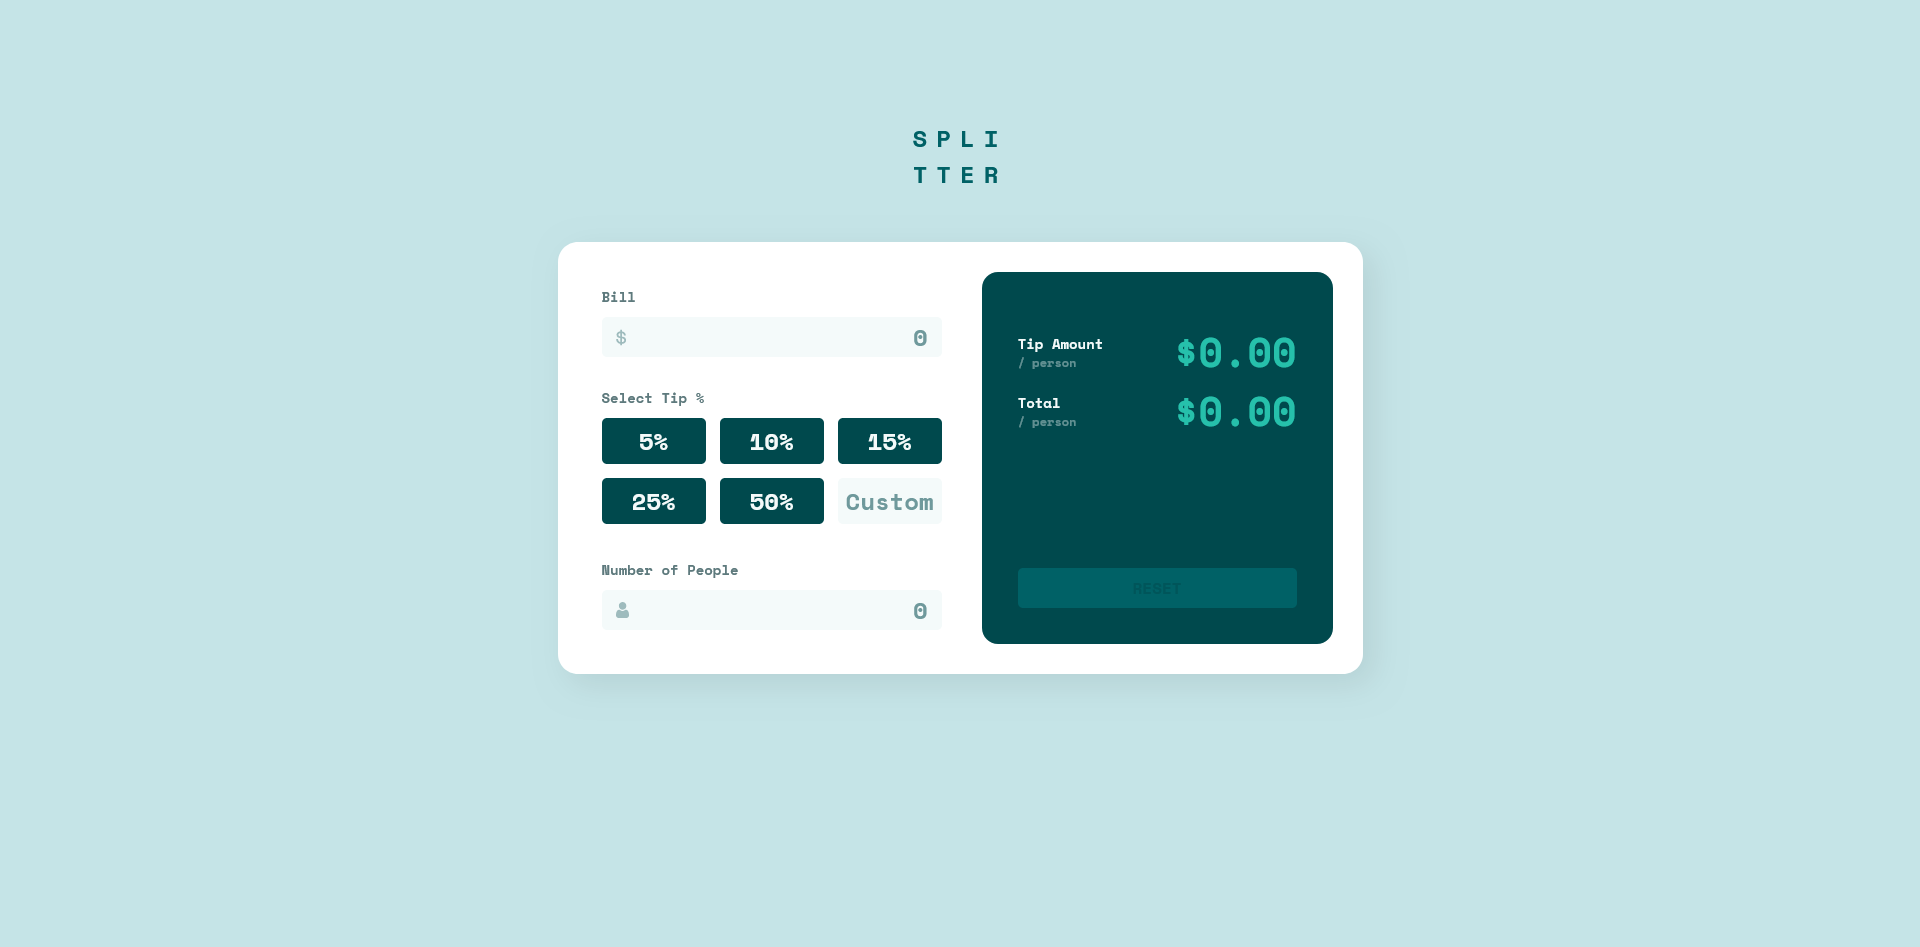 SPLI
TTER
Bill
$ 0
Select Tip %
5% 10% 15%
25% 50% Custom
Number of People
0
Tip Amount
/ person
$0.00
Total
/ person
$0.00
RESET